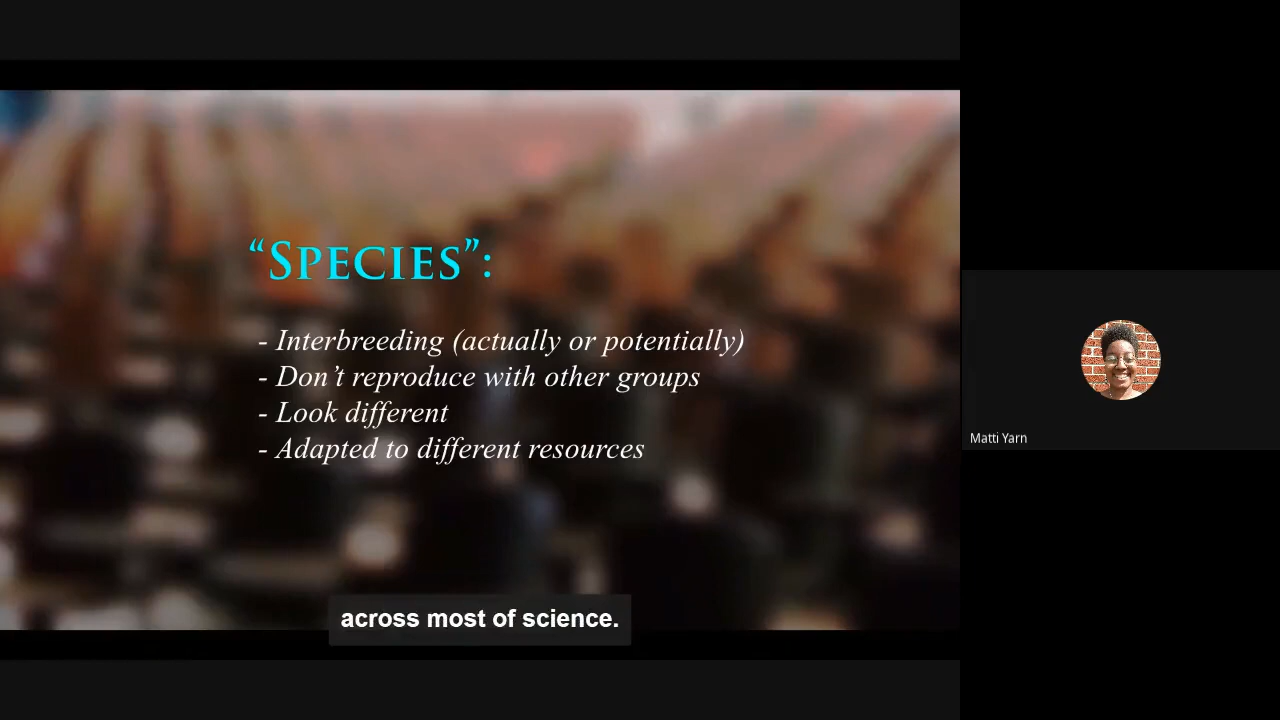 “Species”:
- Interbreeding (actually or potentially)
- Don’t reproduce with other groups
- Look different
- Adapted to different resources
across most of science.
Matti Yarn